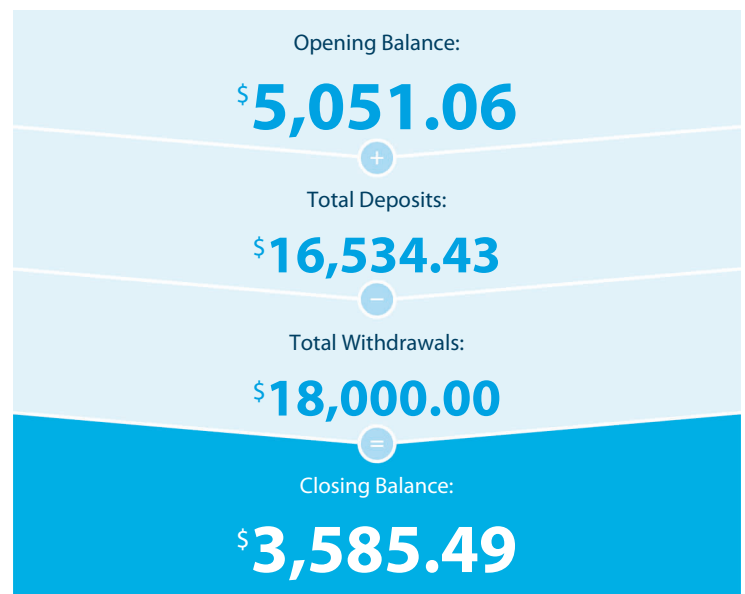 Opening Balance:
$5,051.06
+
Total Deposits:
$16,534.43
−
Total Withdrawals:
$18,000.00
=
Closing Balance:
$3,585.49